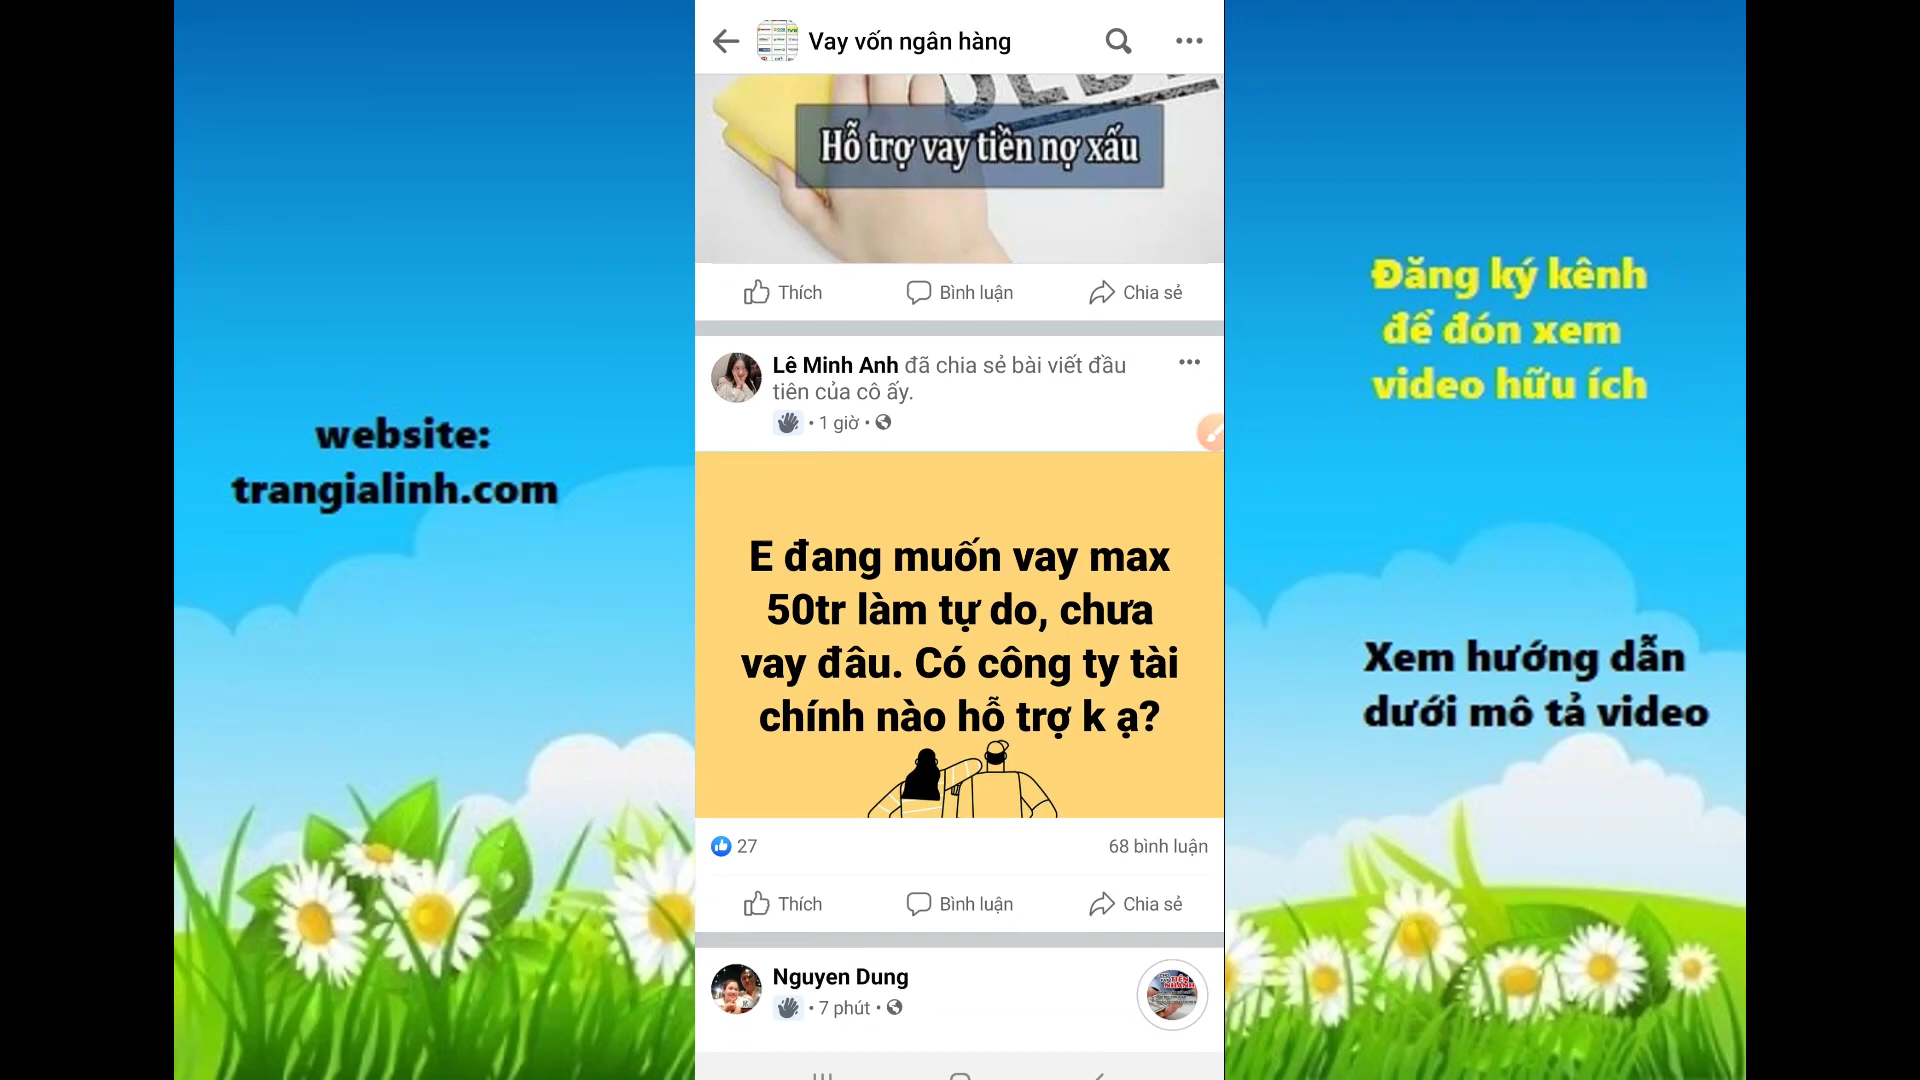 Vay vốn ngân hàng
Hỗ trợ vay tiền nợ xấu
Thích
Bình luận
Chia sẻ
Lê Minh Anh đã chia sẻ bài viết đầu
tiên của cô ấy.
• 1 giờ •
E đang muốn vay max
50tr làm tự do, chưa
vay đâu. Có công ty tài
chính nào hỗ trợ k ạ?
27
68 bình luận
Thích
Bình luận
Chia sẻ
Nguyen Dung
• 7 phút •
website:
trangialinh.com
Đăng ký kênh
để đón xem
video hữu ích
Xem hướng dẫn
dưới mô tả video